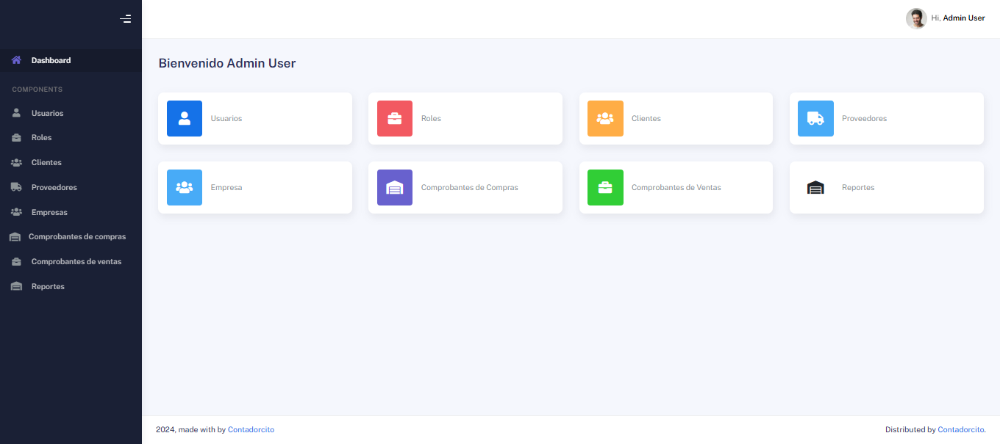 Hi, Admin User
Dashboard
COMPONENTS
Usuarios
Roles
Clientes
Proveedores
Empresas
Comprobantes de compras
Comprobantes de ventas
Reportes
Bienvenido Admin User
Usuarios
Roles
Clientes
Proveedores
Empresa
Comprobantes de Compras
Comprobantes de Ventas
Reportes
2024, made with by Contadorcito
Distributed by Contadorcito.